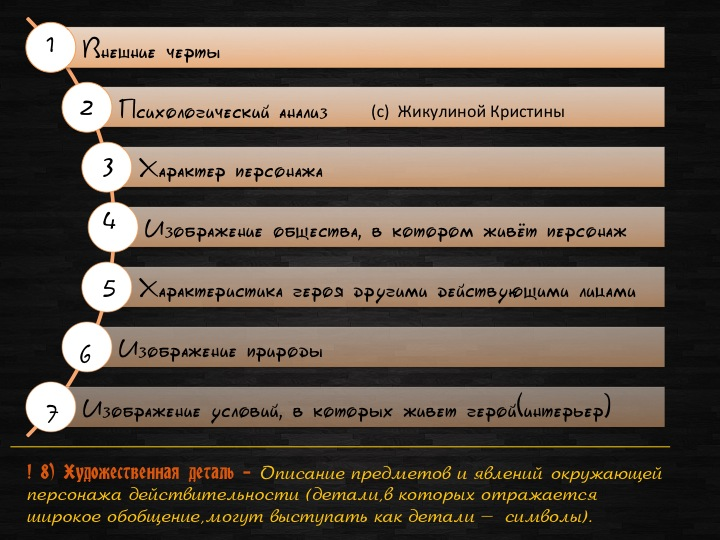 1 Внешние черты
2 Психологический анализ (с) Жикулиной Кристины
3 Характер персонажа
4 Изображение общества, в котором живёт персонаж
5 Характеристика героя другими действующими лицами
6 Изображение природы
7 Изображение условий, в которых живет герой(интерьер)
! 8) Художественная деталь - Описание предметов и явлений окружающей
персонажа действительности (детали,в которых отражается
широкое обобщение,могут выступать как детали – символы).